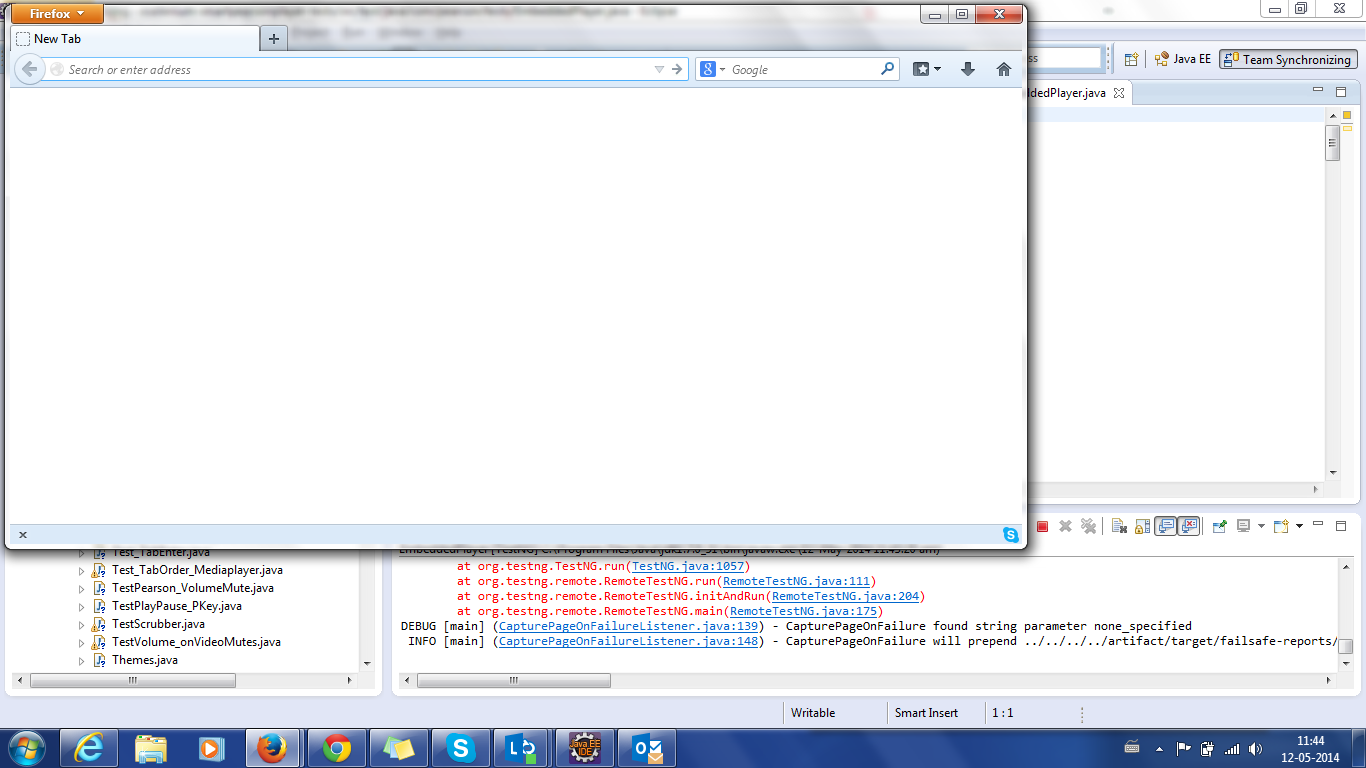 Firefox
New Tab
Search or enter address
Google
Java EE
Team Synchronizing
dedPlayer.java
Test_TabEnter.java
Test_TabOrder_Mediaplayer.java
TestPearson_VolumeMute.java
TestPlayPause_PKey.java
TestScrubber.java
TestVolume_onVideoMutes.java
Themes.java
at org.testng.TestNG.run(TestNG.java:1057)
at org.testng.remote.RemoteTestNG.run(RemoteTestNG.java:111)
at org.testng.remote.RemoteTestNG.initAndRun(RemoteTestNG.java:204)
at org.testng.remote.RemoteTestNG.main(RemoteTestNG.java:175)
DEBUG [main] (CapturePageOnFailureListener.java:139) - CapturePageOnFailure found string parameter none_specified
INFO [main] (CapturePageOnFailureListener.java:148) - CapturePageOnFailure will prepend ../../../../artifact/target/failsafe-reports/
Writable
Smart Insert
1 : 1
Java EE
IDE
11:44
12-05-2014